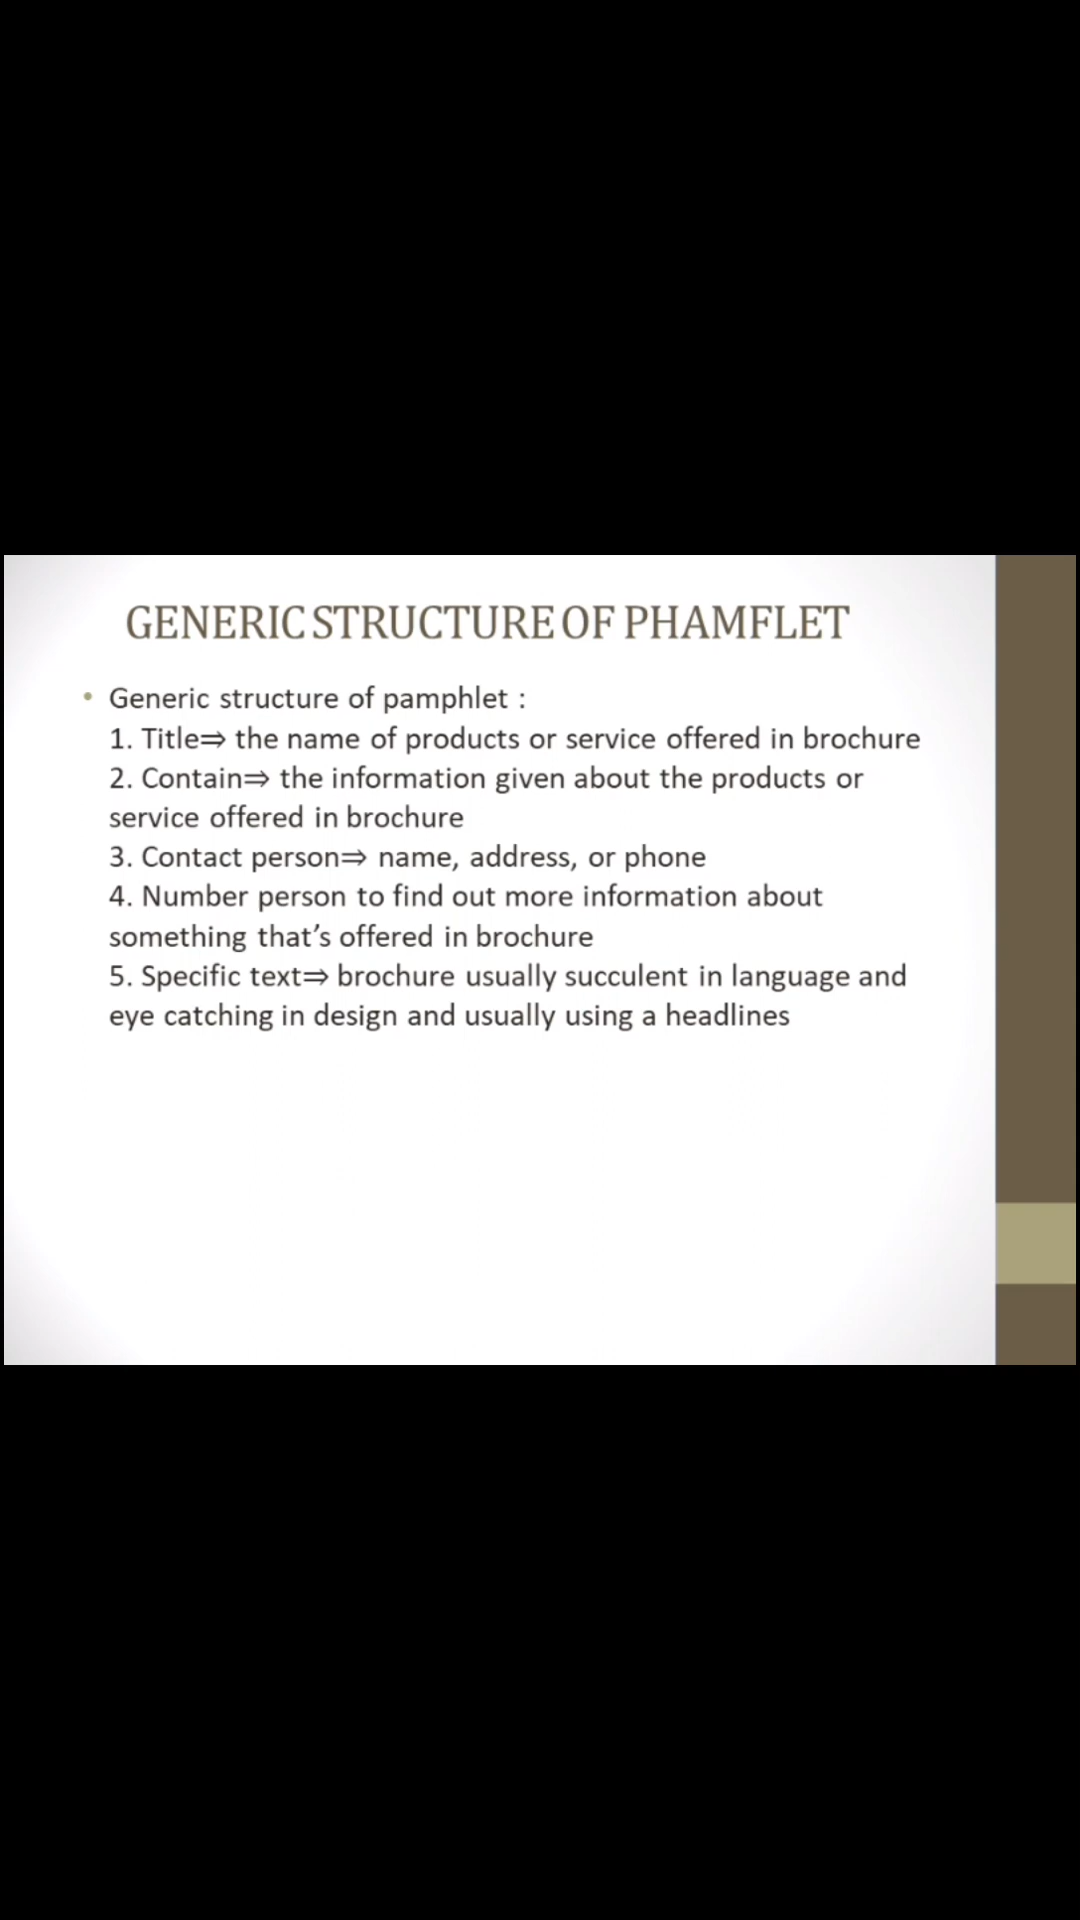 GENERIC STRUCTURE OF PHAMFLET
• Generic structure of pamphlet :
1. Title⇒ the name of products or service offered in brochure
2. Contain⇒ the information given about the products or
service offered in brochure
3. Contact person⇒ name, address, or phone
4. Number person to find out more information about
something that’s offered in brochure
5. Specific text⇒ brochure usually succulent in language and
eye catching in design and usually using a headlines